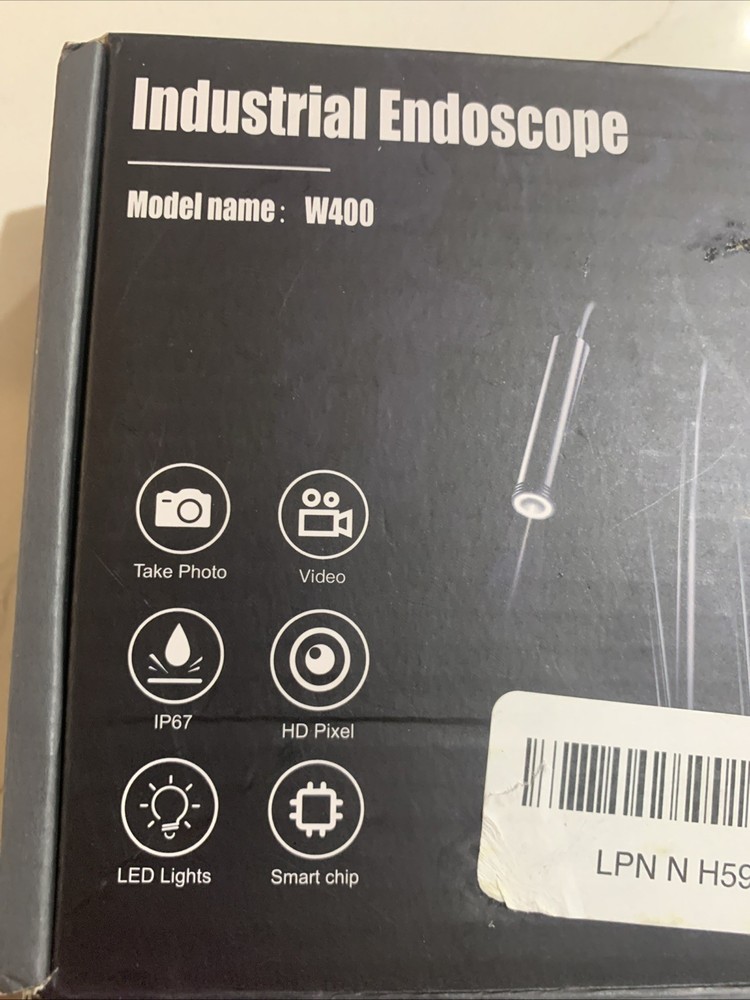 Industrial Endoscope
Model name: W400
Take Photo
Video
IP67
HD Pixel
LED Lights
Smart chip
LPN N H59